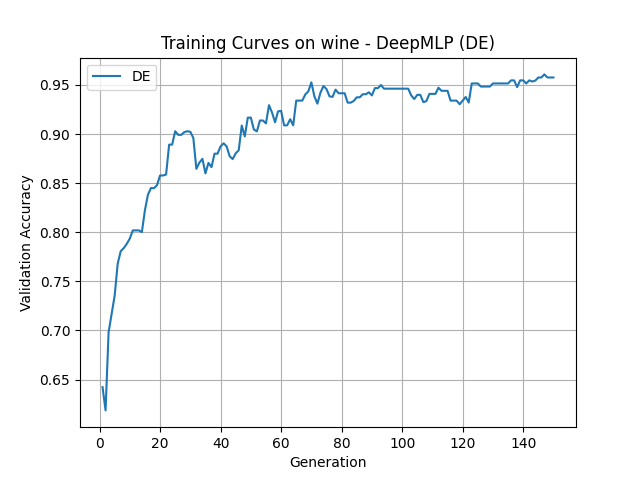 Training Curves on wine - DeepMLP (DE)
DE
Validation Accuracy
0.95
0.90
0.85
0.80
0.75
0.70
0.65
0 20 40 60 80 100 120 140
Generation